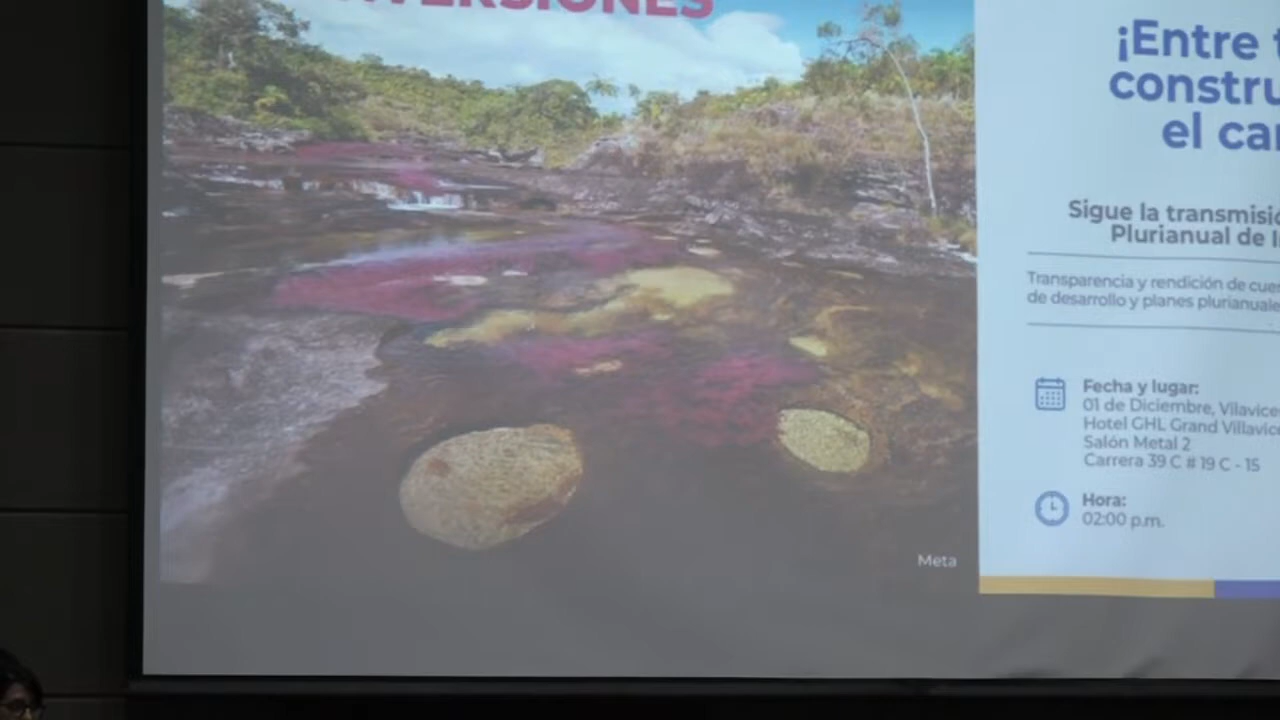 ¡Entre
constru
el ca
Sigue la transmisió
Plurianual de
Transparencia y rendición de cue
de desarrollo y planes plurianuale
Fecha y lugar:
01 de Diciembre, Vilavice
Hotel GHL Grand Villavice
Salón Metal 2
Carrera 39 C # 19 C - 15
Hora:
02:00 p.m.
Meta